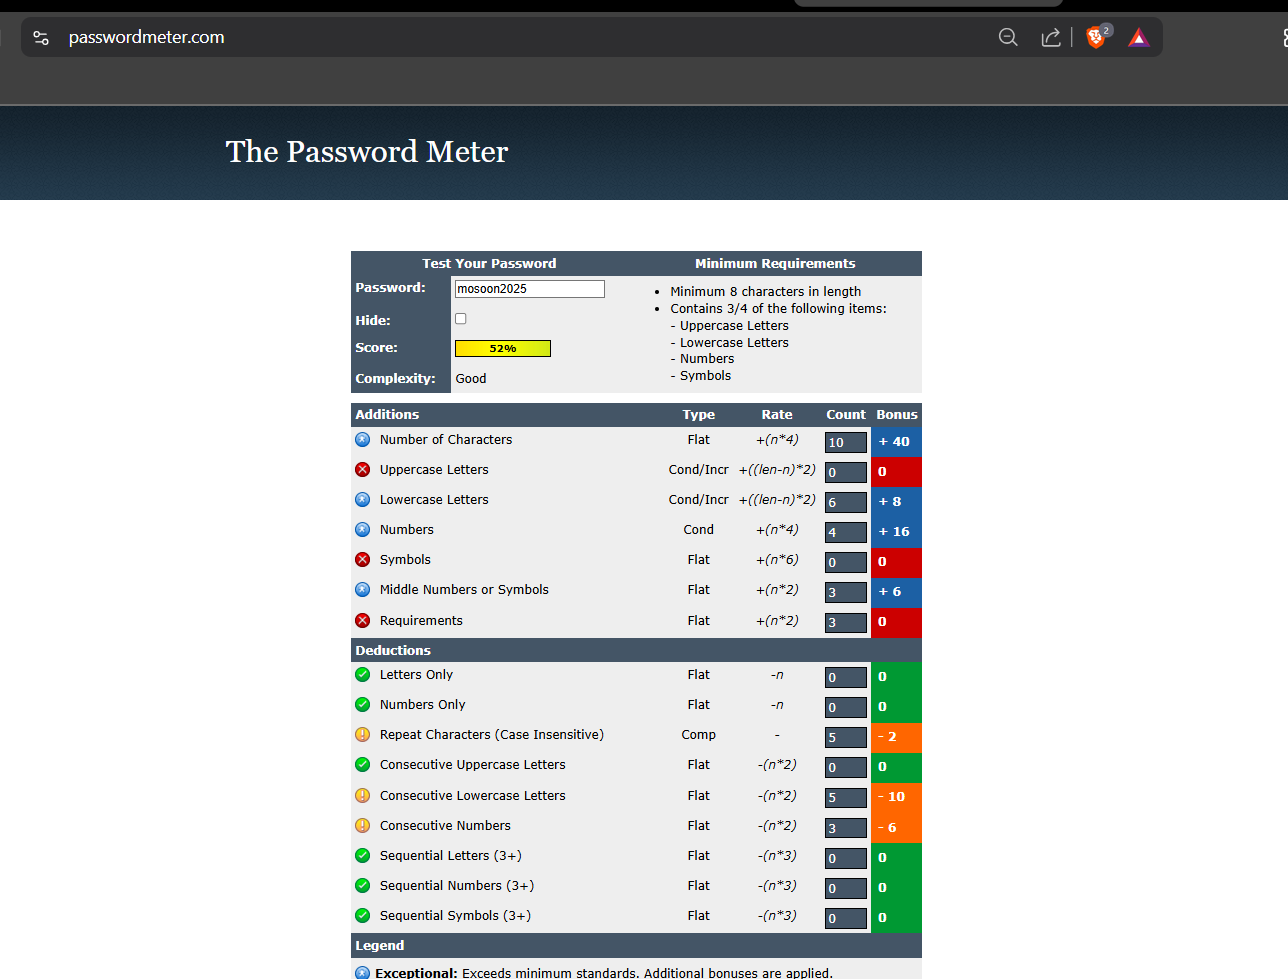 passwordmeter.com
2
The Password Meter
Test Your Password Minimum Requirements
Password: mosoon2025
• Minimum 8 characters in length
• Contains 3/4 of the following items:
- Uppercase Letters
- Lowercase Letters
- Numbers
- Symbols
Hide:
Score: 52%
Complexity: Good
Additions Type Rate Count Bonus
Number of Characters Flat +(n*4) 10 + 40
Uppercase Letters Cond/Incr +((len-n)*2) 0 0
Lowercase Letters Cond/Incr +((len-n)*2) 6 + 8
Numbers Cond +(n*4) 4 + 16
Symbols Flat +(n*6) 0 0
Middle Numbers or Symbols Flat +(n*2) 3 + 6
Requirements Flat +(n*2) 3 0
Deductions
Letters Only Flat -n 0 0
Numbers Only Flat -n 0 0
Repeat Characters (Case Insensitive) Comp - 5 - 2
Consecutive Uppercase Letters Flat -(n*2) 0 0
Consecutive Lowercase Letters Flat -(n*2) 5 - 10
Consecutive Numbers Flat -(n*2) 3 - 6
Sequential Letters (3+) Flat -(n*3) 0 0
Sequential Numbers (3+) Flat -(n*3) 0 0
Sequential Symbols (3+) Flat -(n*3) 0 0
Legend
Exceptional: Exceeds minimum standards. Additional bonuses are applied.